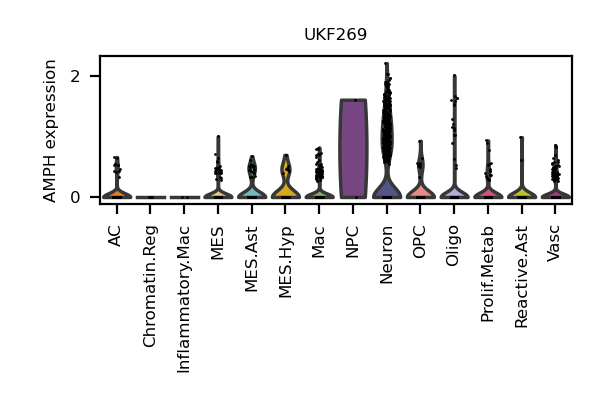 UKF269
AMPH expression
2
0
AC
Chromatin.Reg
Inflammatory.Mac
MES
MES.Ast
MES.Hyp
Mac
NPC
Neuron
OPC
Oligo
Prolif.Metab
Reactive.Ast
Vasc